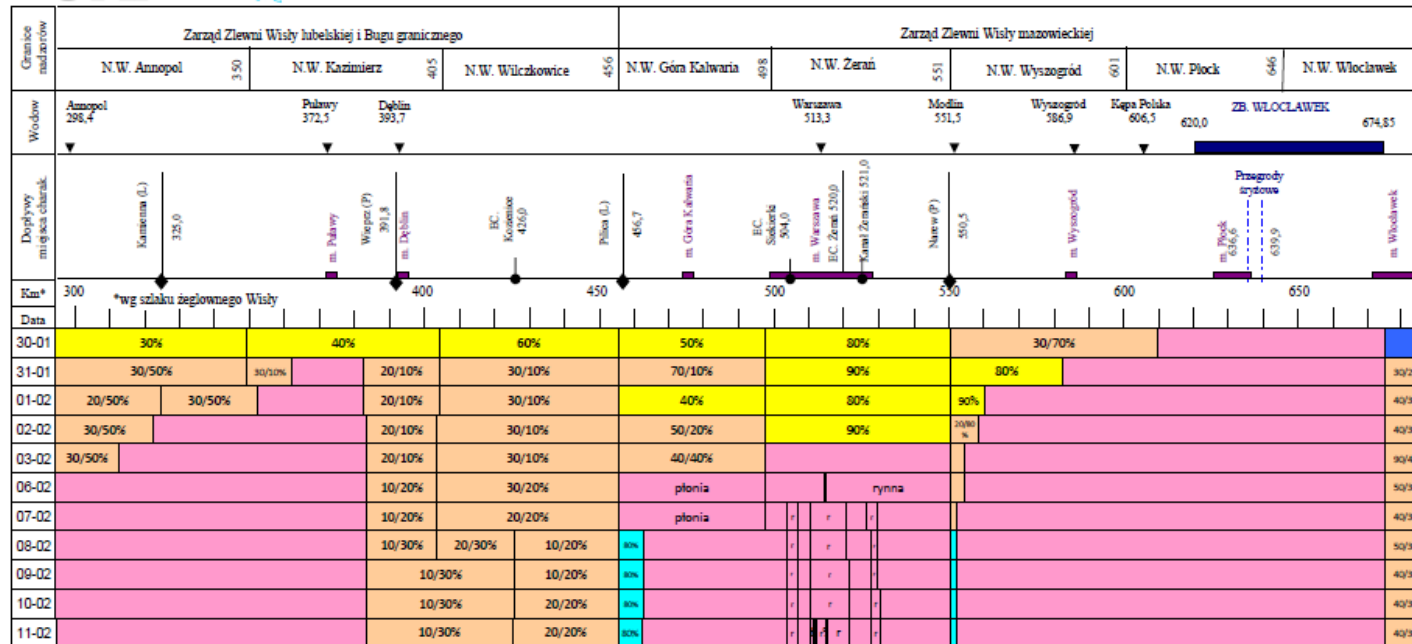 Granice nadzorów
Zarząd Zlewni Wisły lubelskiej i Bugu granicznego
Zarząd Zlewni Wisły mazowieckiej
N.W. Annopol 350 N.W. Kazimierz 405 N.W. Wilczkowice 456 N.W. Góra Kalwaria 498 N.W. Żerań 551 N.W. Wyszogród 601 N.W. Płock 646 N.W. Włocławek
Wodow
Annopol Puławy Dęblin Warszawa Modlin Wyszogród Kępa Polska ZB. WŁOCŁAWEK
298,4 372,5 393,7 513,3 551,5 586,9 606,5 620,0 674,85
Dopływy miejsca charak.
Kamienna (L) 325,0
m. Puławy
Wieprz (P) 391,8
m. Dęblin
EC. Kozienice 426,0
Pilica (L) 456,7
m. Góra Kalwaria
EC. Siekierki 504,0
m. Warszawa
EC. Żerań 520,0
Kanał Żerański 521,0
Narew (P) 550,5
m. Wyszogród
m. Płock
Przegrody śryżowe
636,6
639,9
m. Włocławek
Km* 300 *wg szlaku żeglownego Wisły 400 450 500 550 600 650
Data
30-01 30% 40% 60% 50% 80% 30/70%
31-01 30/50% 30/10% 20/10% 30/10% 70/10% 90% 80%
01-02 20/50% 30/50% 20/10% 30/10% 40% 80% 90%
02-02 30/50% 20/10% 30/10% 50/20% 90% 20/80%
03-02 30/50% 20/10% 30/10% 40/40%
06-02 10/20% 30/20% płonia rynna
07-02 10/20% 20/20% płonia r r r
08-02 10/30% 20/30% 10/20% 80% r r r
09-02 10/30% 10/20% 80% r r r
10-02 10/30% 20/20% 80% r r r
11-02 10/30% 20/20% 80% r r r r